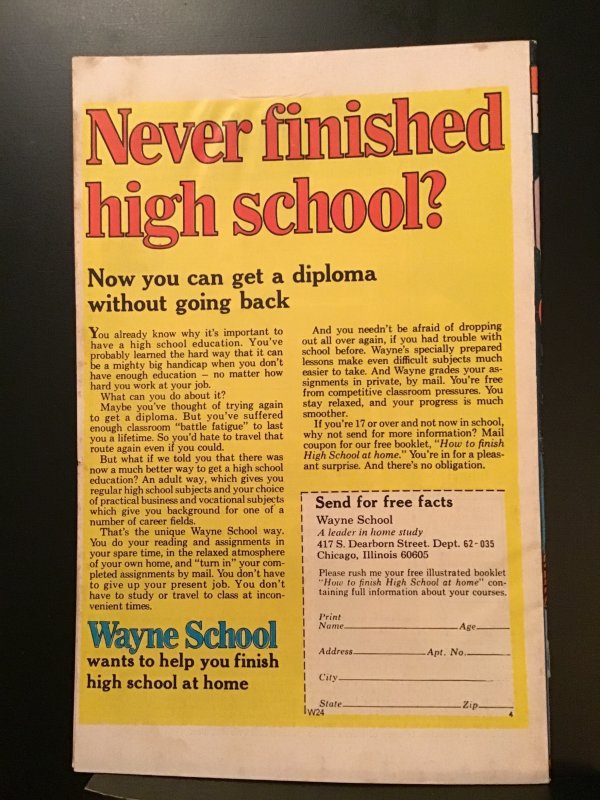 Never finished
high school?
Now you can get a diploma
without going back
You already know why it's important to
have a high school education. You've
probably learned the hard way that it can
be a mighty big handicap when you don't
have enough education – no matter how
hard you work at your job.
What can you do about it?
Maybe you've thought of trying again
to get a diploma. But you've suffered
enough classroom "battle fatigue" to last
you a lifetime. So you'd hate to travel that
route again even if you could.
But what if we told you that there was
now a much better way to get a high school
education? An adult way, which gives you
regular high school subjects and your choice
of practical business and vocational subjects
which give you background for one of a
number of career fields.
That's the unique Wayne School way.
You do your reading and assignments in
your spare time, in the relaxed atmosphere
of your own home, and "turn in" your com-
pleted assignments by mail. You don't have
to give up your present job. You don't
have to study or travel to class at incon-
venient times.
Wayne School
wants to help you finish
high school at home
And you needn't be afraid of dropping
out all over again, if you had trouble with
school before. Wayne's specially prepared
lessons make even difficult subjects much
easier to take. And Wayne grades your as-
signments in private, by mail. You're free
from competitive classroom pressures. You
stay relaxed, and your progress is much
smoother.
If you're 17 or over and not now in school,
why not send for more information? Mail
coupon for our free booklet, "How to finish
High School at home." You're in for a pleas-
ant surprise. And there's no obligation.
Send for free facts
Wayne School
A leader in home study
417 S. Dearborn Street. Dept. 62-035
Chicago, Illinois 60605
Please rush me your free illustrated booklet
"How to finish High School at home" con-
taining full information about your courses.
Print
Name Age
Address Apt. No.
City
State Zip
W24 4